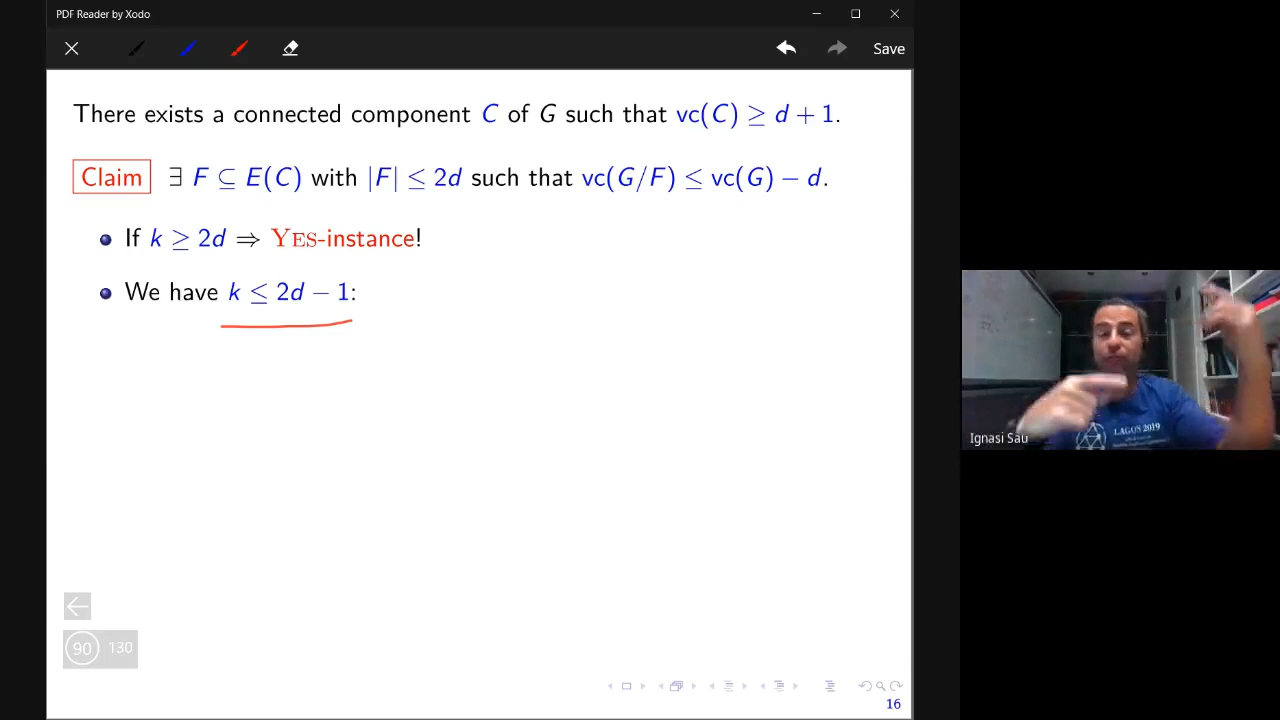 PDF Reader by Xodo
Save
There exists a connected component C of G such that vc(C) ≥ d + 1.
Claim ∃ F ⊆ E(C) with |F| ≤ 2d such that vc(G/F) ≤ vc(G) − d.
If k ≥ 2d ⇒ YES-instance!
We have k ≤ 2d − 1:
LAGOS 2019
Ignasi Sau
90 130
16